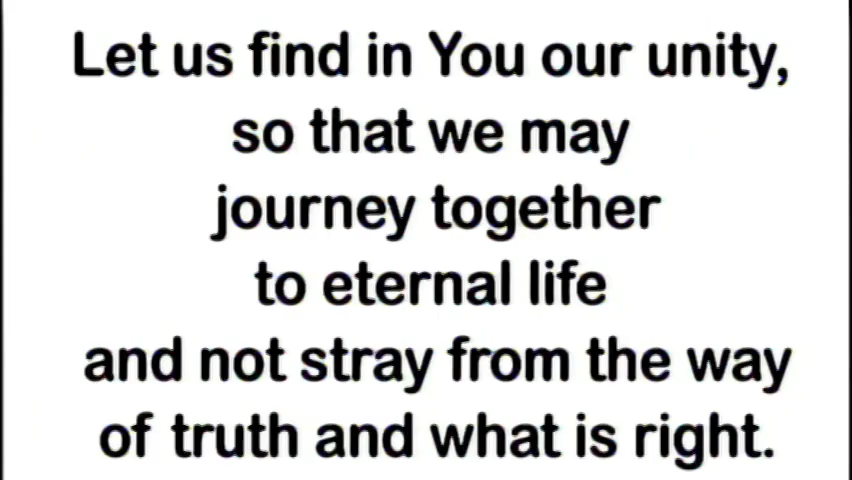 Let us find in You our unity,
so that we may
journey together
to eternal life
and not stray from the way
of truth and what is right.